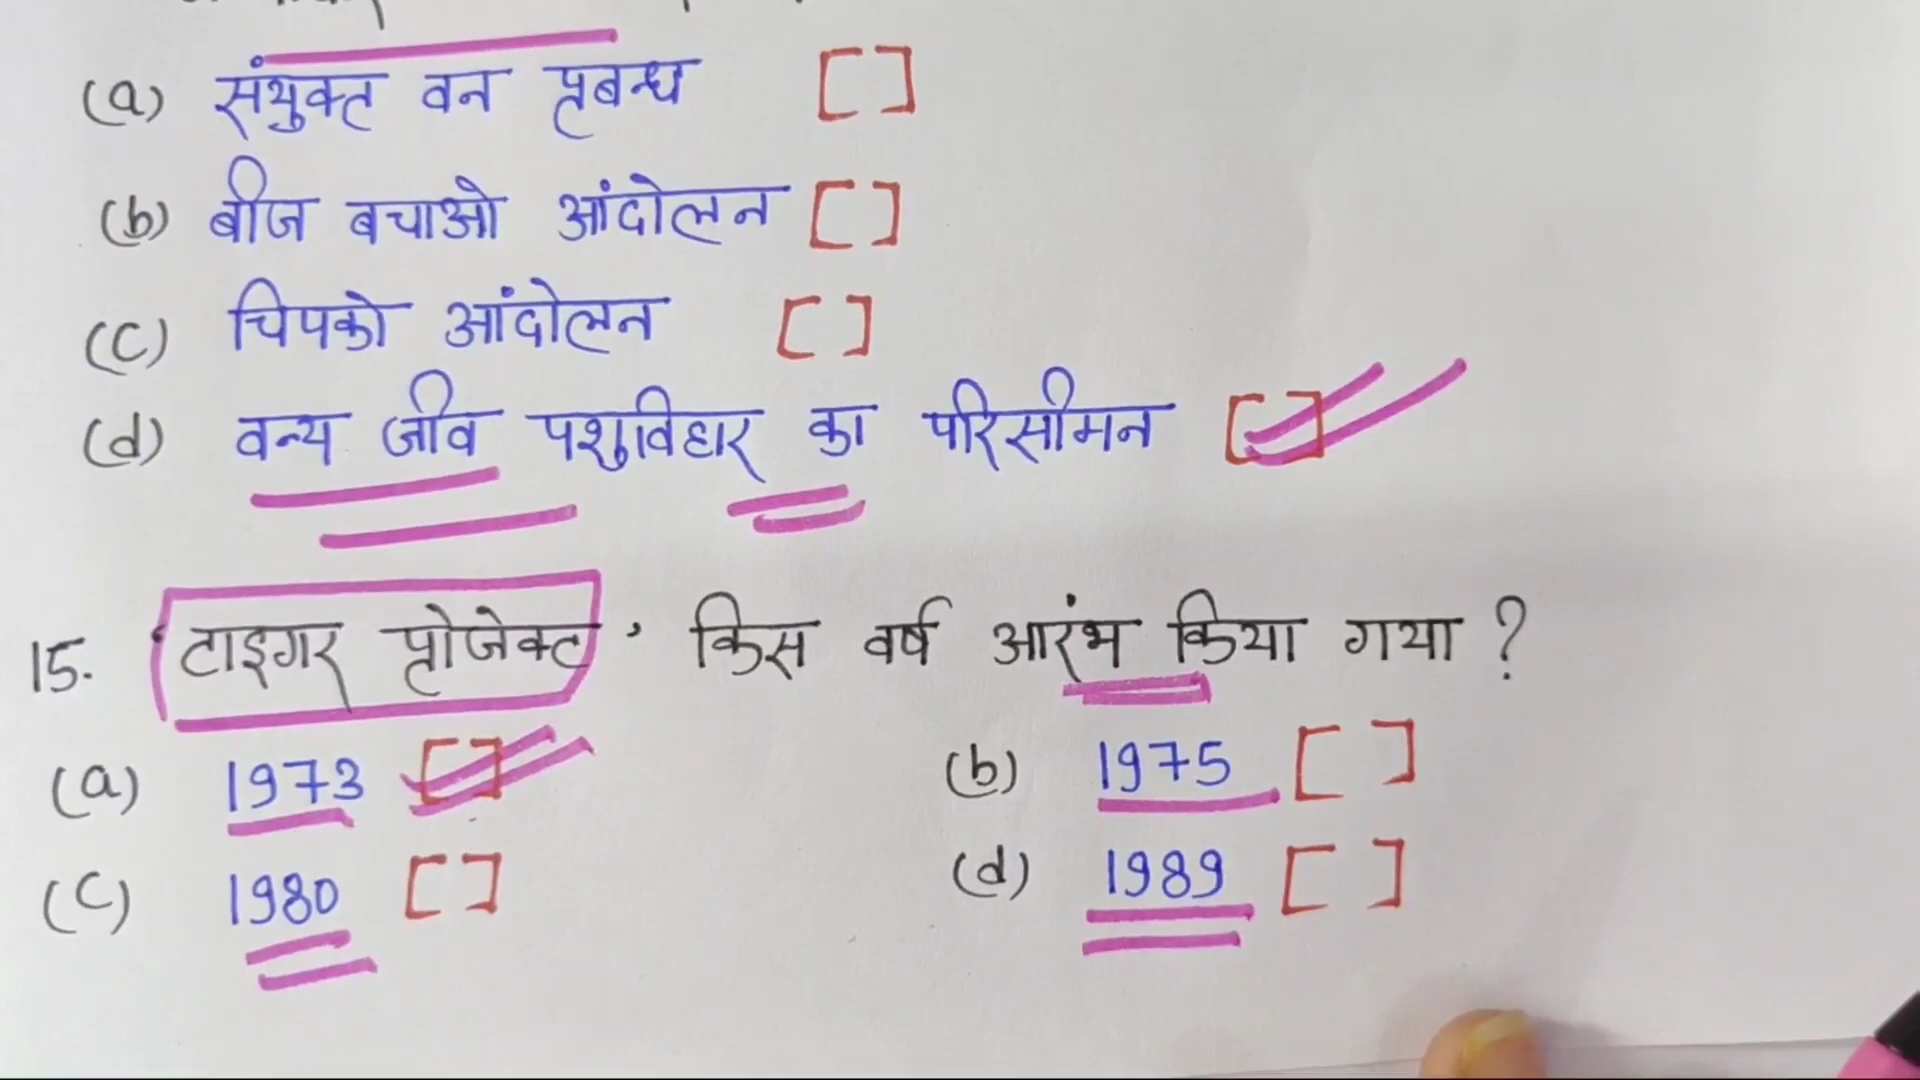 (a) संयुक्त वन प्रबन्ध [ ]
(b) बीज बचाओ आंदोलन [ ]
(c) चिपको आंदोलन [ ]
(d) वन्य जीव पशुविहार का परिसीमन [ ]
15. 'टाइगर प्रोजेक्ट' किस वर्ष आरंभ किया गया ?
(a) 1973 [ ] (b) 1975 [ ]
(c) 1980 [ ] (d) 1989 [ ]